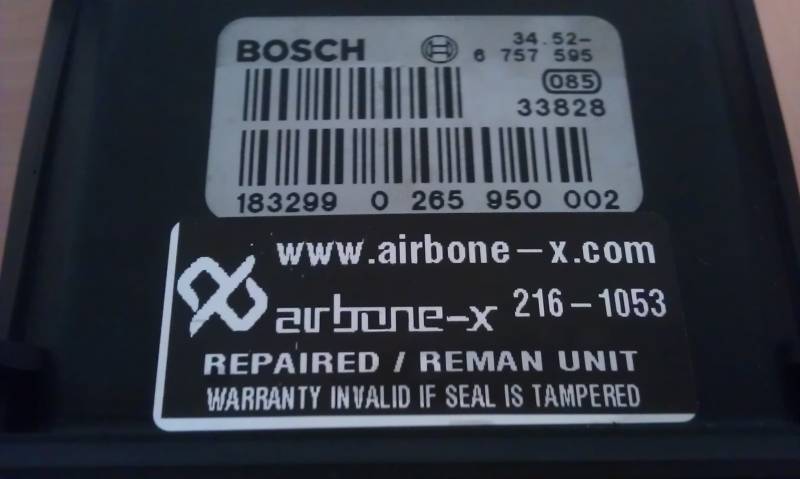 BOSCH 34.52-
6 757 595
085
33828
183299 0 265 950 002
www.airbone-x.com
airbone-x 216-1053
REPAIRED / REMAN UNIT
WARRANTY INVALID IF SEAL IS TAMPERED